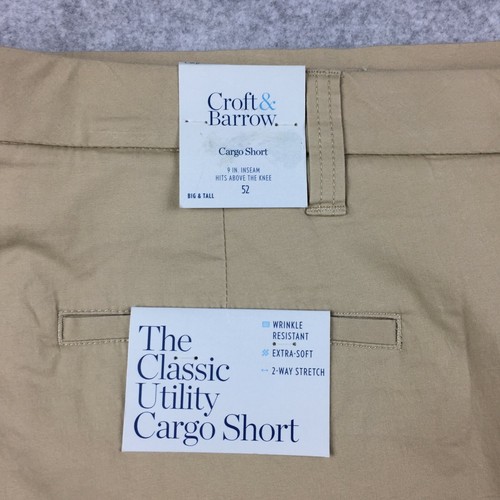 Croft&
Barrow
Cargo Short
9 IN. INSEAM
HITS ABOVE THE KNEE
52
BIG & TALL
The
Classic
Utility
Cargo Short
WRINKLE
RESISTANT
EXTRA-SOFT
2-WAY STRETCH